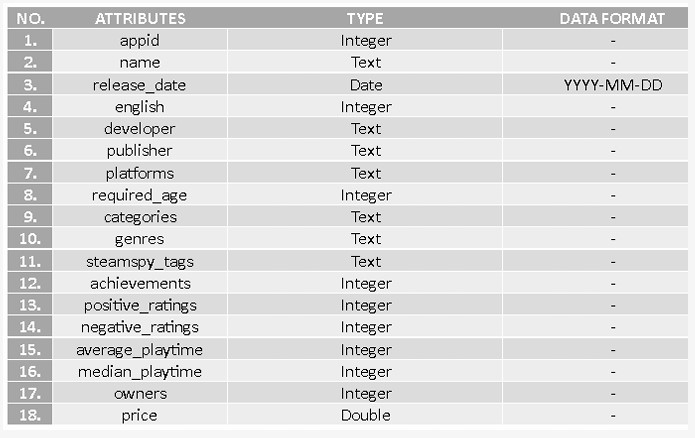 NO. ATTRIBUTES TYPE DATA FORMAT
1. appid Integer -
2. name Text -
3. release_date Date YYYY-MM-DD
4. english Integer -
5. developer Text -
6. publisher Text -
7. platforms Text -
8. required_age Integer -
9. categories Text -
10. genres Text -
11. steamspy_tags Text -
12. achievements Integer -
13. positive_ratings Integer -
14. negative_ratings Integer -
15. average_playtime Integer -
16. median_playtime Integer -
17. owners Integer -
18. price Double -